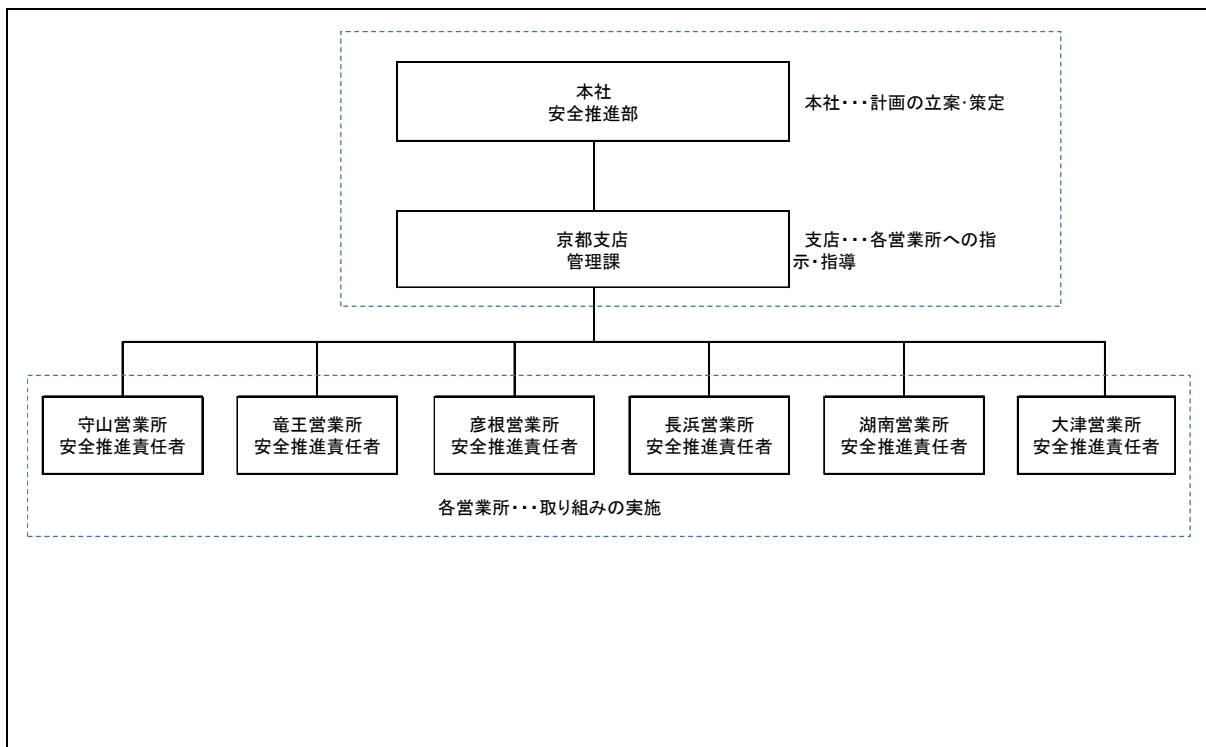 本社
安全推進部
本社・・・計画の立案・策定
京都支店
管理課
支店・・・各営業所への指
示・指導
守山営業所
安全推進責任者
竜王営業所
安全推進責任者
彦根営業所
安全推進責任者
長浜営業所
安全推進責任者
湖南営業所
安全推進責任者
大津営業所
安全推進責任者
各営業所・・・取り組みの実施